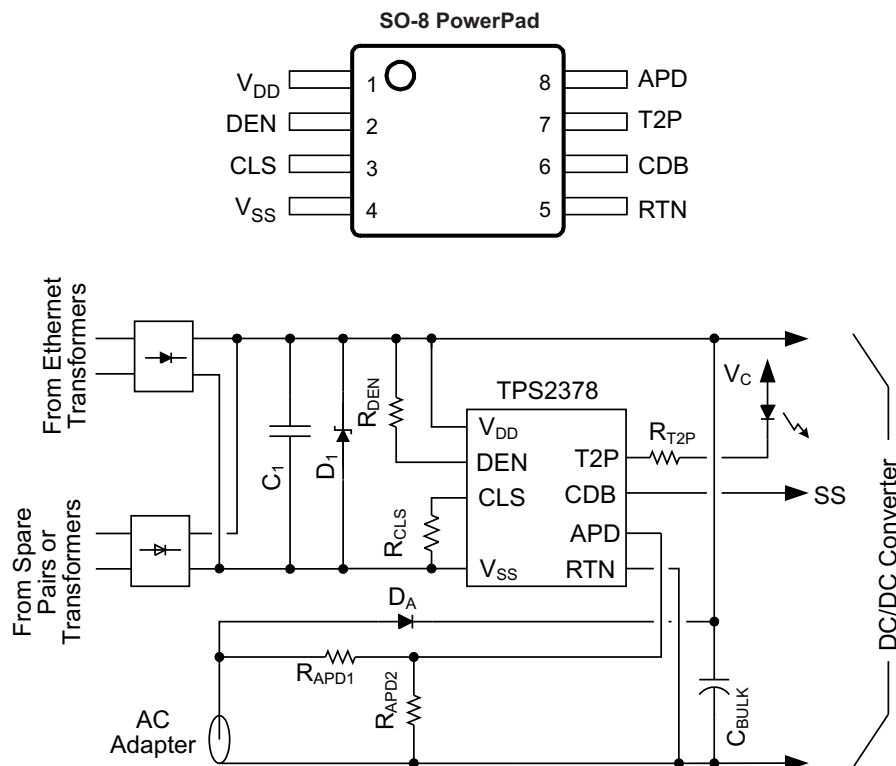 SO-8 PowerPad
V_DD 1 8 APD
DEN 2 7 T2P
CLS 3 6 CDB
V_SS 4 5 RTN
From Ethernet
Transformers
From Spare
Pairs or
Transformers
C_1
D_1
R_DEN
R_CLS
TPS2378
V_DD
DEN
CLS
V_SS
T2P
CDB
APD
RTN
R_T2P
V_C
SS
D_A
R_APD1
R_APD2
AC
Adapter
C_BULK
DC/DC Converter